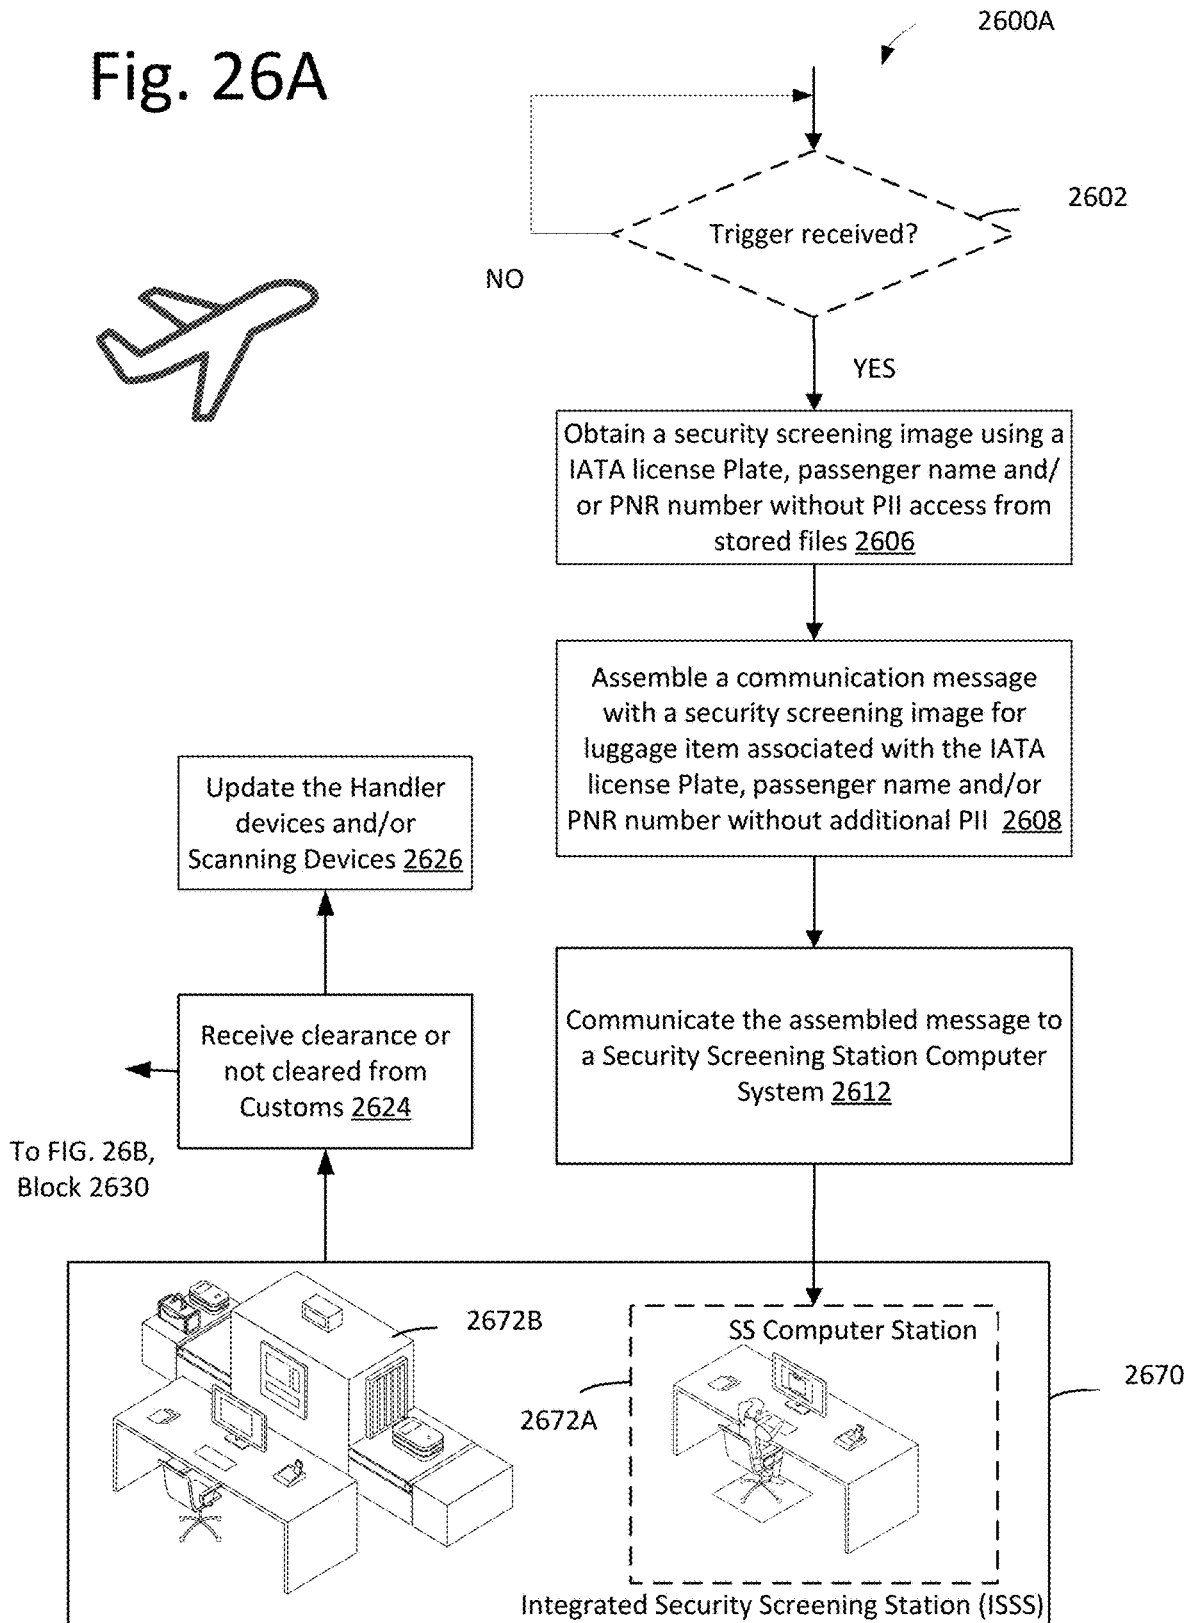 2600A
Fig. 26A
2602
Trigger received?
NO
YES
Obtain a security screening image using a
IATA license Plate, passenger name and/
or PNR number without PII access from
stored files 2606
Assemble a communication message
with a security screening image for
luggage item associated with the IATA
license Plate, passenger name and/or
PNR number without additional PII 2608
Update the Handler
devices and/or
Scanning Devices 2626
Communicate the assembled message to
a Security Screening Station Computer
System 2612
Receive clearance or
not cleared from
Customs 2624
To FIG. 26B,
Block 2630
2672B
SS Computer Station
2670
2672A
Integrated Security Screening Station (ISSS)